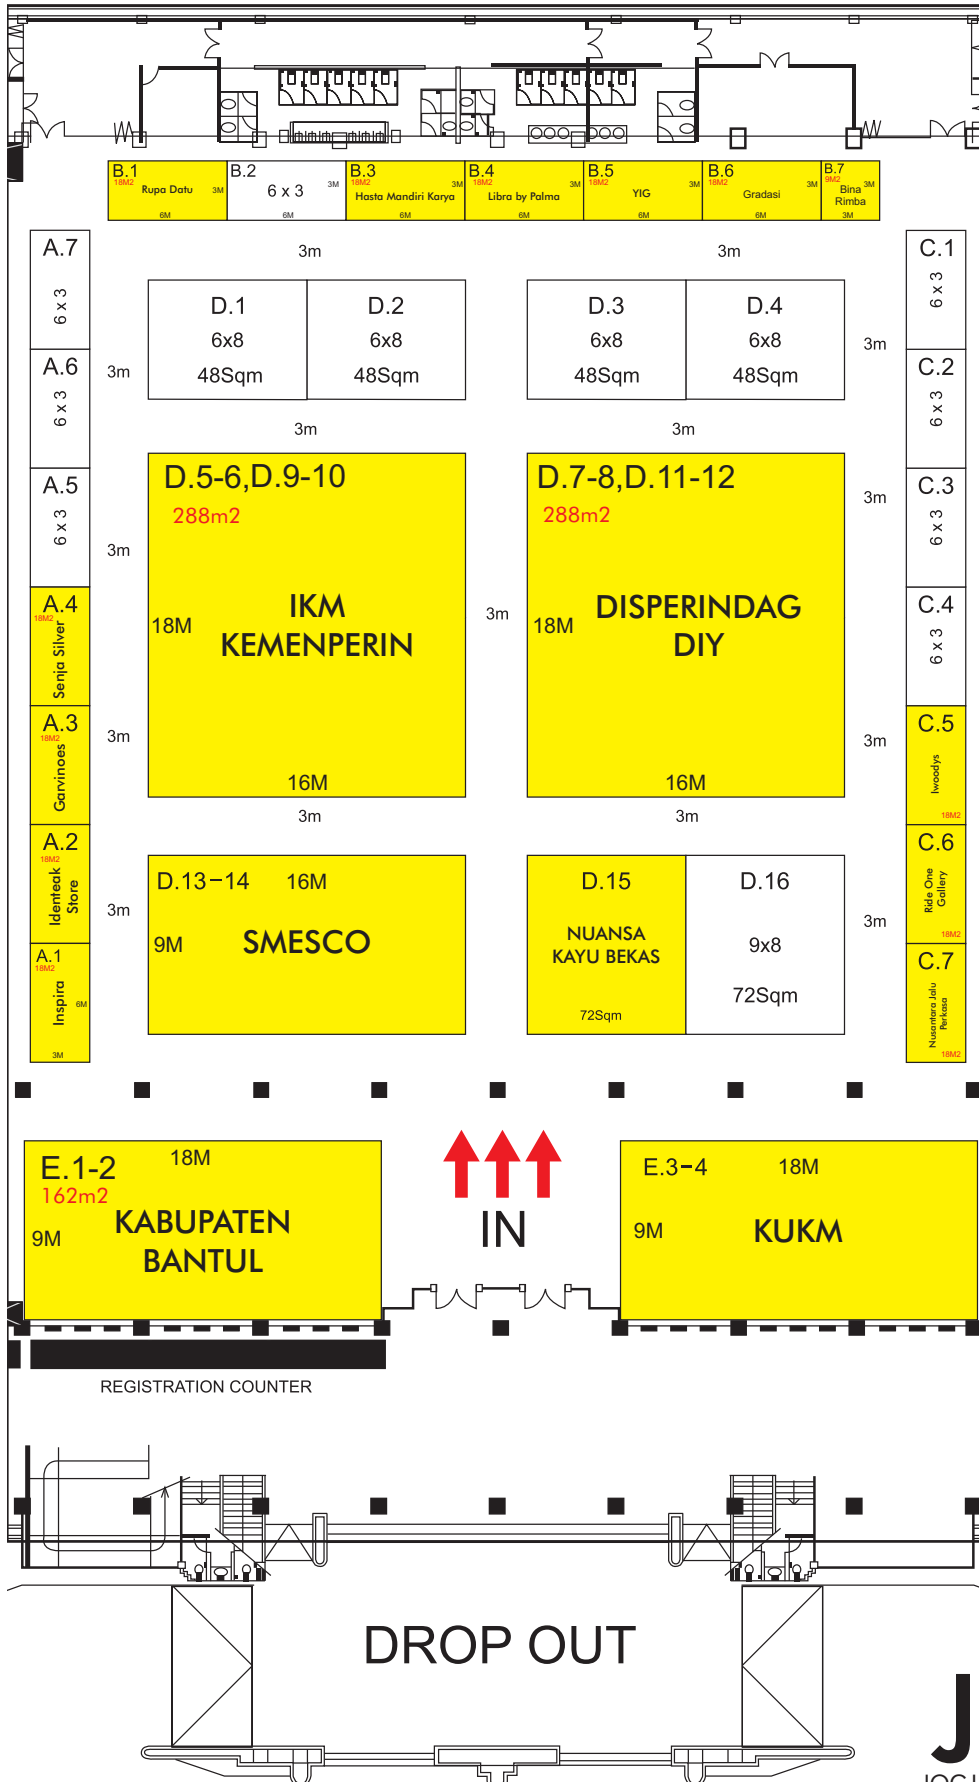 B.1
18M2
Rupa Datu
3M
6M
B.2
6 x 3
3M
6M
B.3
18M2
Hasta Mandiri Karya
3M
6M
B.4
18M2
Libra by Palma
3M
6M
B.5
18M2
YIG
3M
6M
B.6
18M2
Gradasi
3M
6M
B.7
9M2
Bina
Rimba
3M
3M
A.7
6 x 3
A.6
6 x 3
A.5
6 x 3
A.4
18M2
Senja Silver
A.3
18M2
Garvinoes
A.2
18M2
Identeak
Store
A.1
18M2
Inspira
6M
3M
3m
3m
D.1
6x8
48Sqm
D.2
6x8
48Sqm
D.3
6x8
48Sqm
D.4
6x8
48Sqm
3m
3m
3m
3m
D.5-6,D.9-10
288m2
IKM
KEMENPERIN
18M
16M
D.7-8,D.11-12
288m2
DISPERINDAG
DIY
18M
16M
3m
3m
3m
3m
3m
3m
3m
3m
D.13-14
16M
9M
SMESCO
D.15
NUANSA
KAYU BEKAS
72Sqm
D.16
9x8
72Sqm
3m
3m
C.1
6 x 3
C.2
6 x 3
C.3
6 x 3
C.4
6 x 3
C.5
Iwoodys
18M2
C.6
Ride One
Gallery
18M2
C.7
Nusantara Jalu
Perkasa
18M2
E.1-2
162m2
18M
9M
KABUPATEN
BANTUL
IN
E.3-4
18M
9M
KUKM
REGISTRATION COUNTER
DROP OUT
J